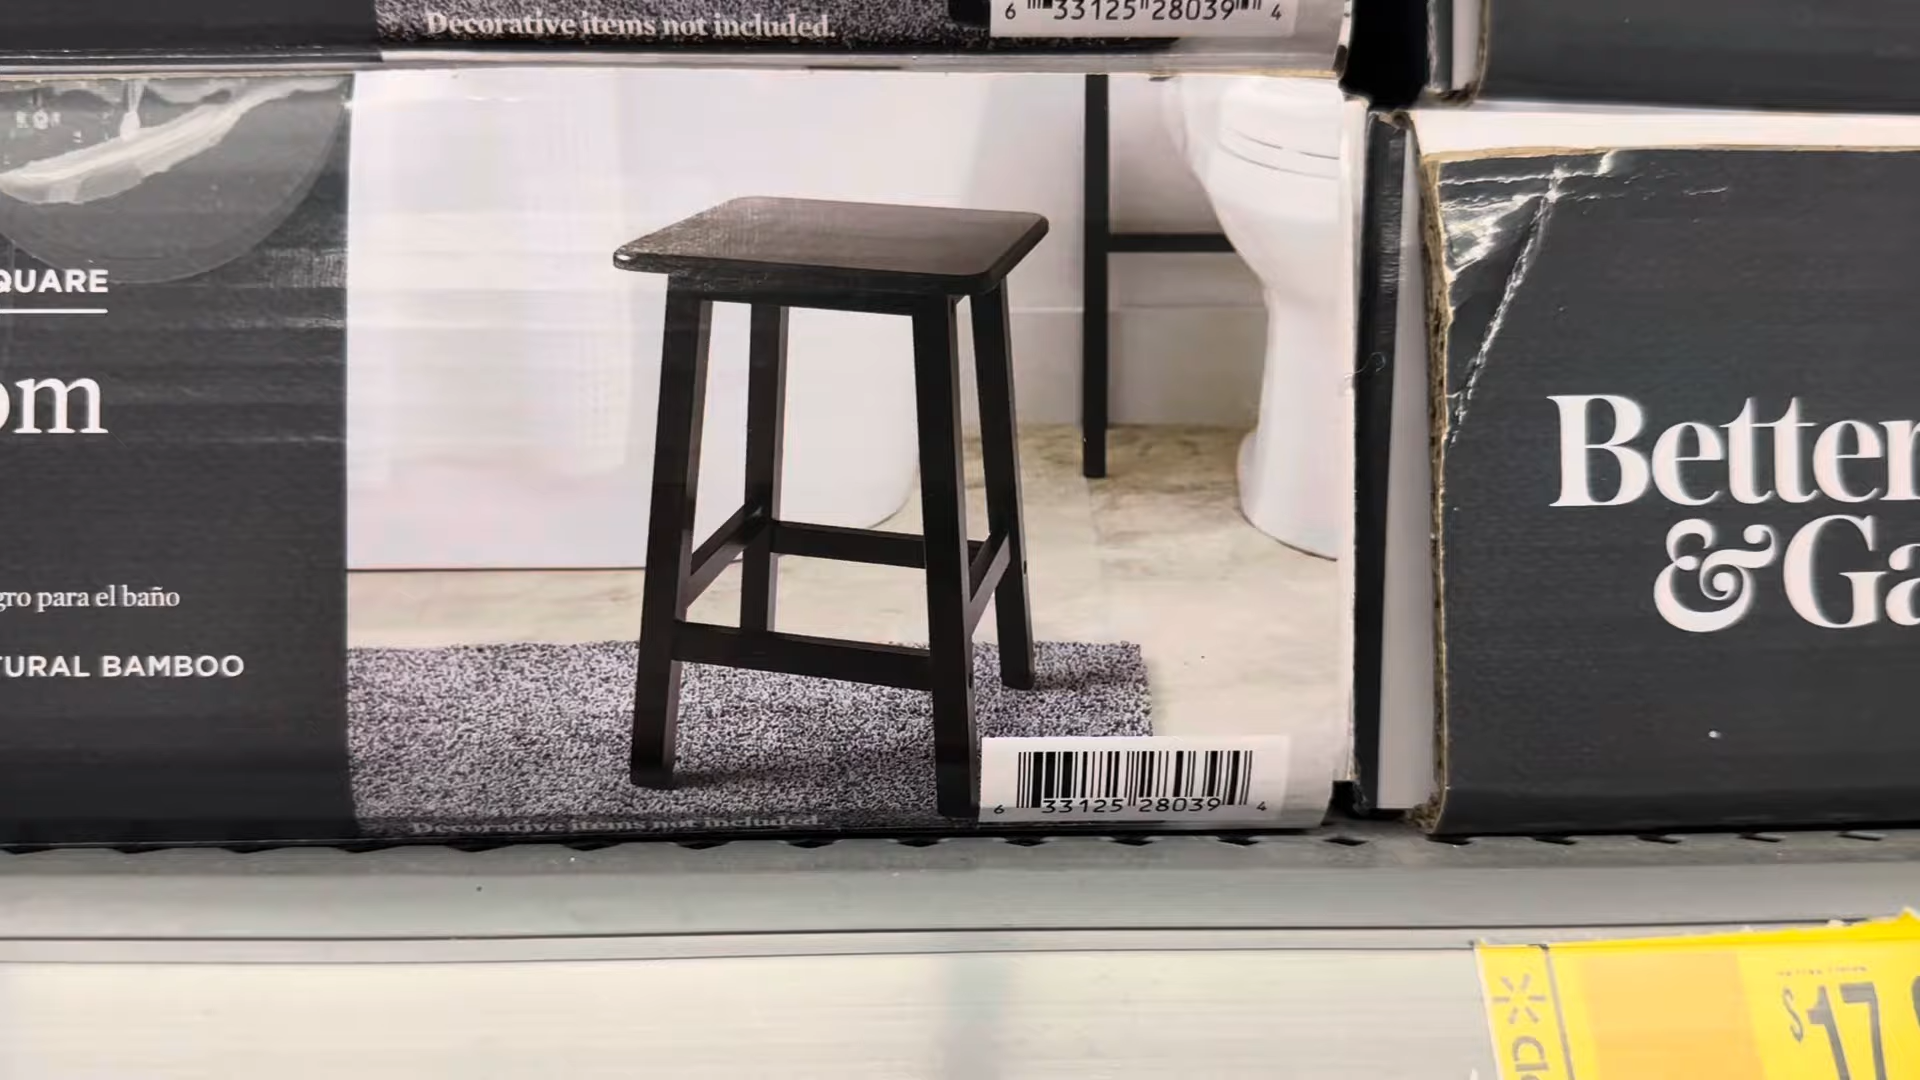 Decorative items not included.
6 33125 28039 4
QUARE
om
gro para el baño
TURAL BAMBOO
Decorative items not included.
6 33125 28039 4
Better
& Ga
$17